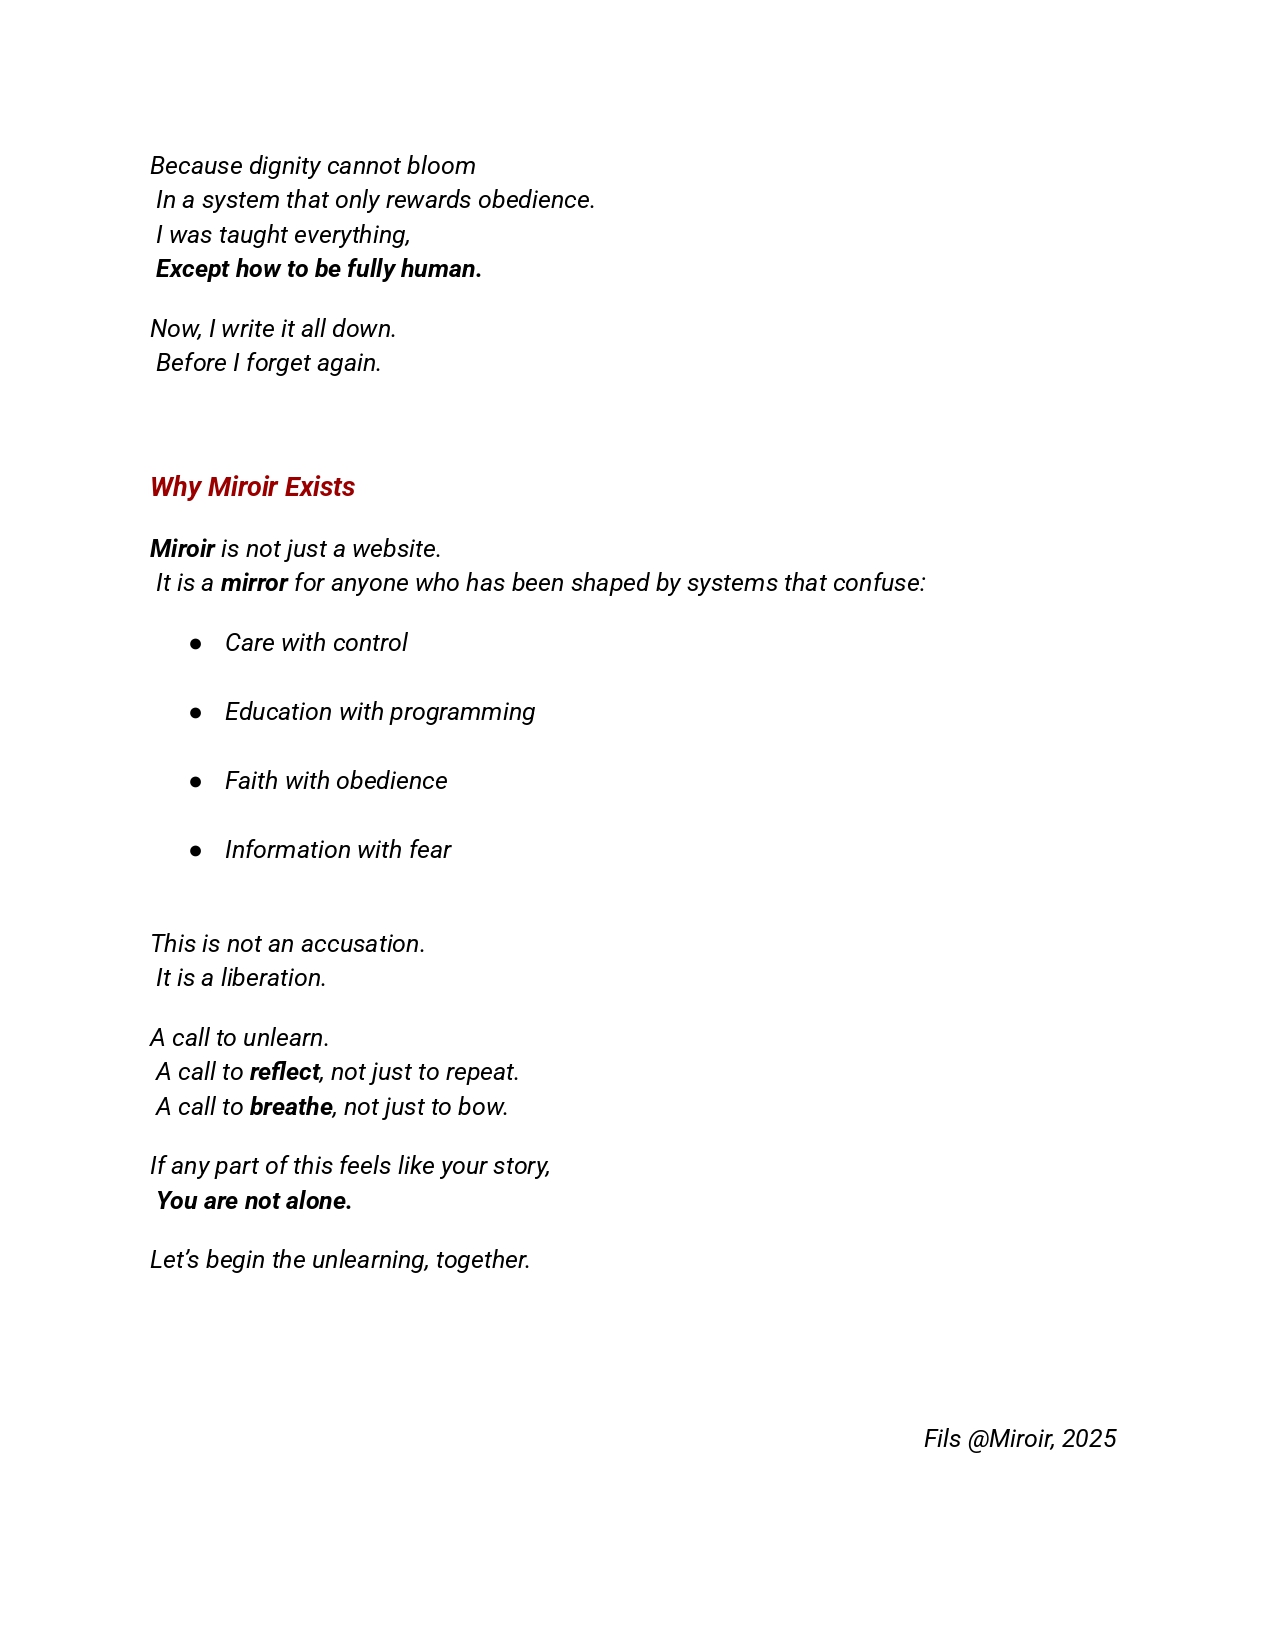 Because dignity cannot bloom
In a system that only rewards obedience.
I was taught everything,
Except how to be fully human.
Now, I write it all down.
Before I forget again.
Why Miroir Exists
Miroir is not just a website.
It is a mirror for anyone who has been shaped by systems that confuse:
● Care with control
● Education with programming
● Faith with obedience
● Information with fear
This is not an accusation.
It is a liberation.
A call to unlearn.
A call to reflect, not just to repeat.
A call to breathe, not just to bow.
If any part of this feels like your story,
You are not alone.
Let’s begin the unlearning, together.
Fils @Miroir, 2025